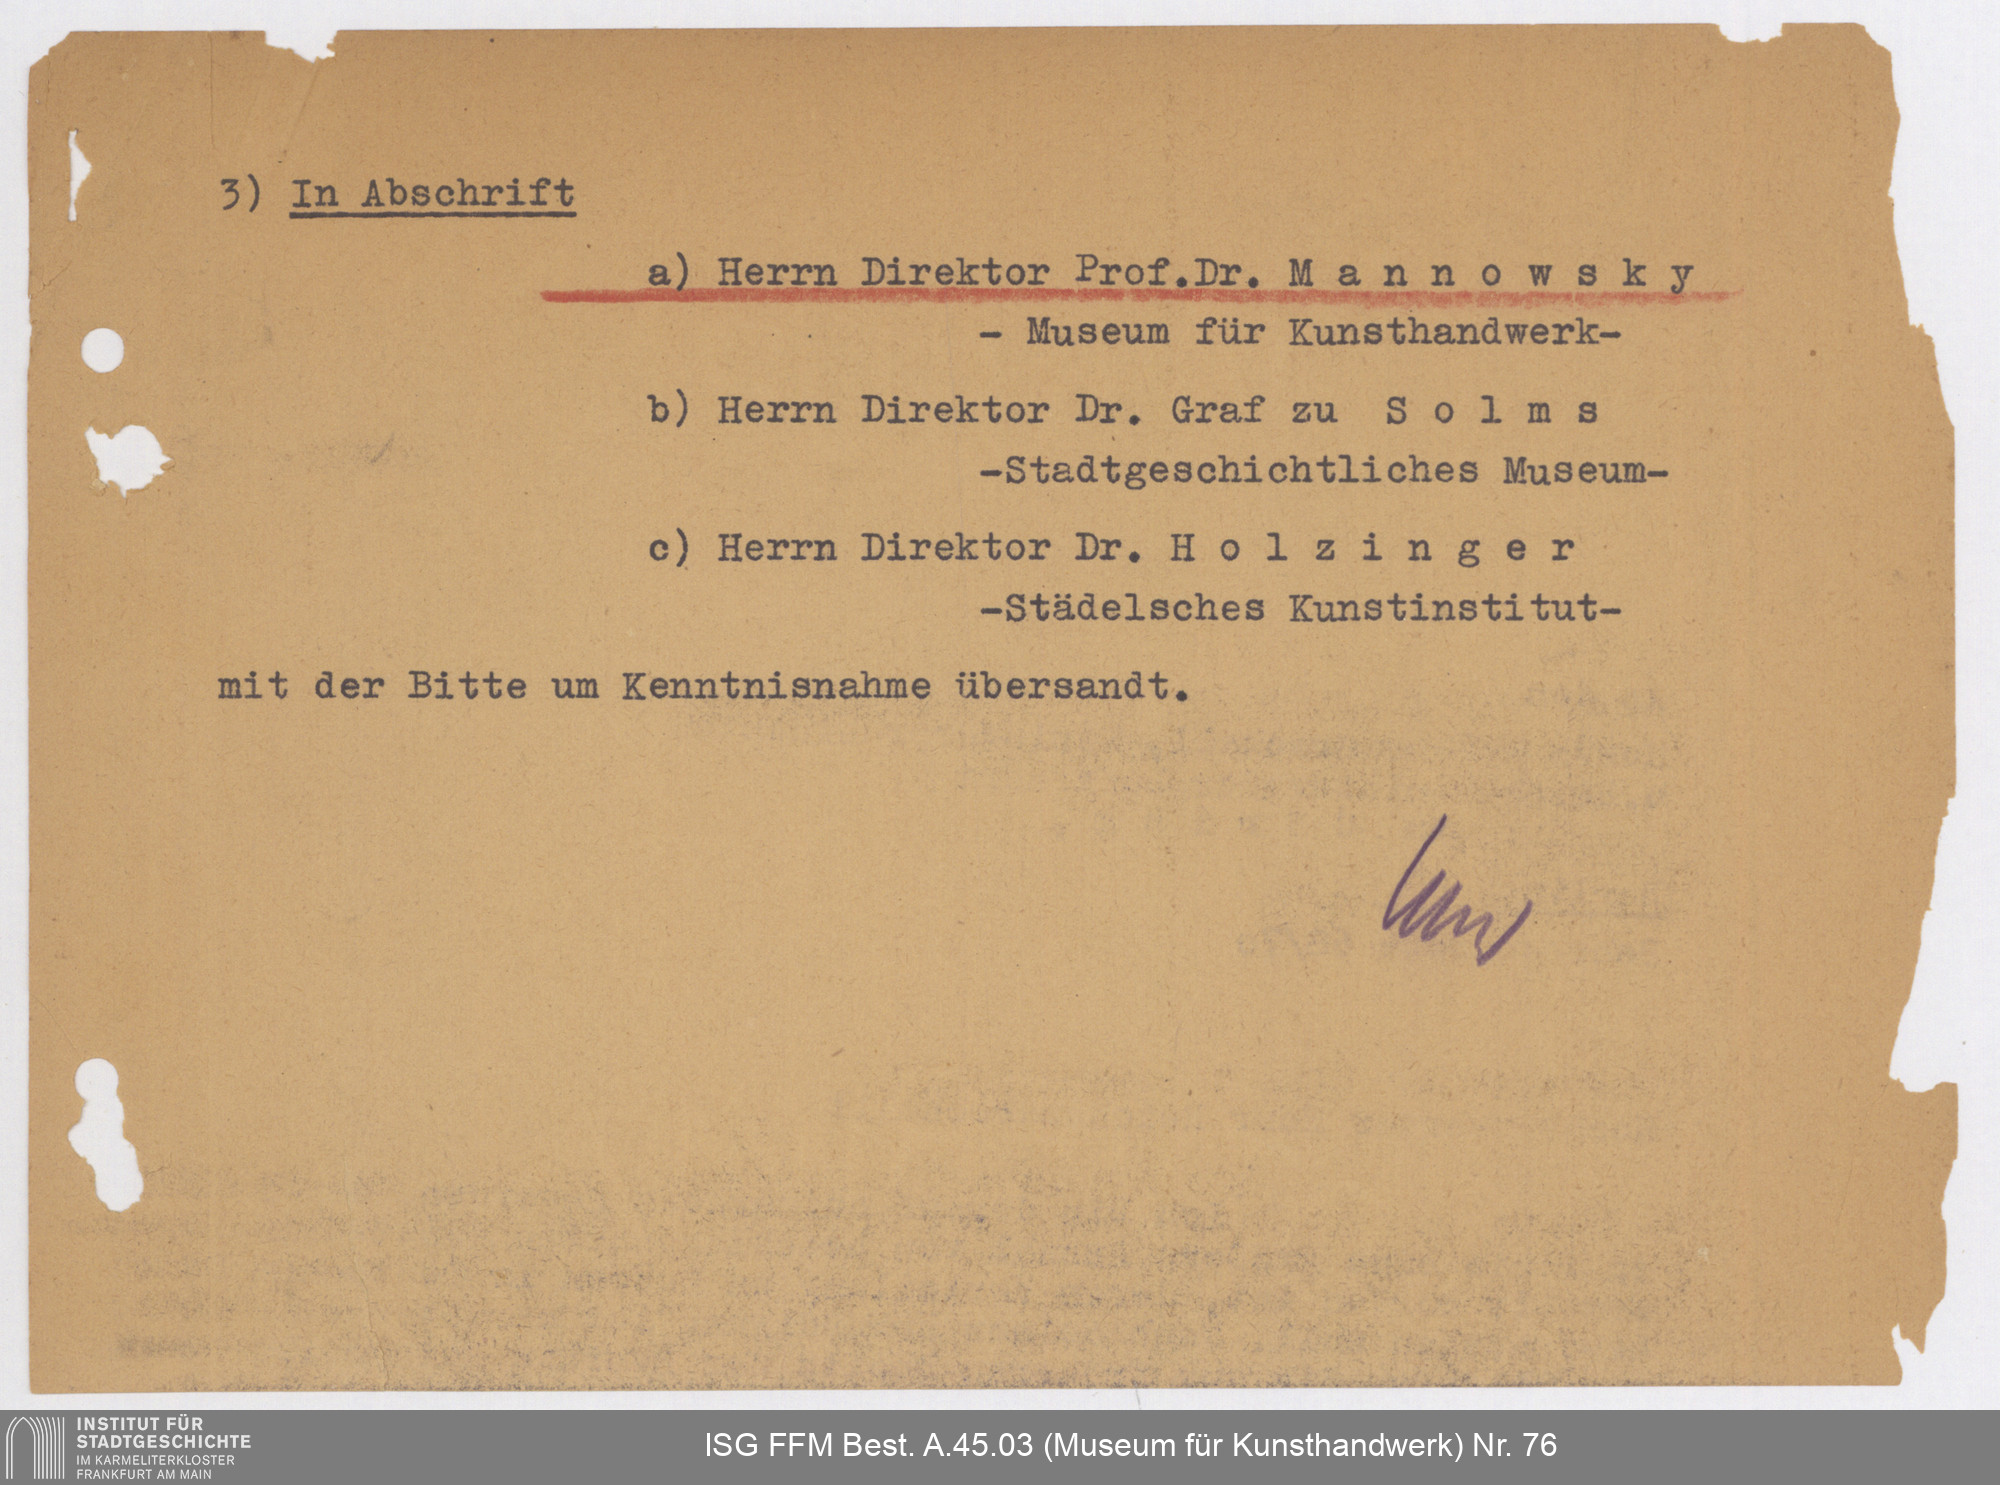 3) In Abschrift
a) Herrn Direktor Prof.Dr. M a n n o w s k y
- Museum für Kunsthandwerk-
b) Herrn Direktor Dr. Graf zu S o l m s
-Stadtgeschichtliches Museum-
c) Herrn Direktor Dr. H o l z i n g e r
-Städelsches Kunstinstitut-
mit der Bitte um Kenntnisnahme übersandt.
INSTITUT FÜR
STADTGESCHICHTE
IM KARMELITERKLOSTER
FRANKFURT AM MAIN
ISG FFM Best. A.45.03 (Museum für Kunsthandwerk) Nr. 76